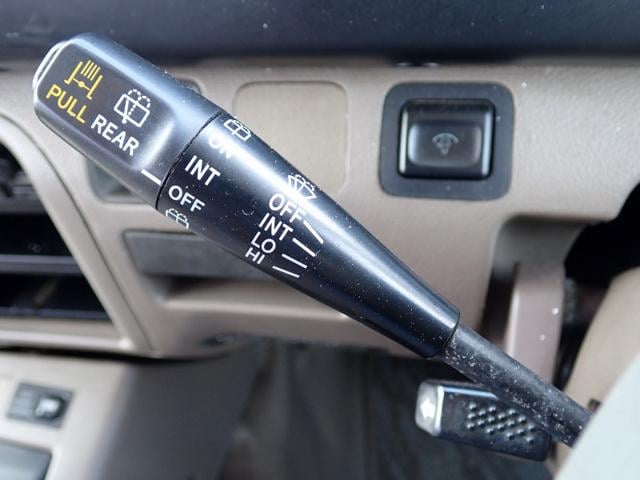 PULL
REAR
ON
INT
OFF
OFF
INT
LO
HI